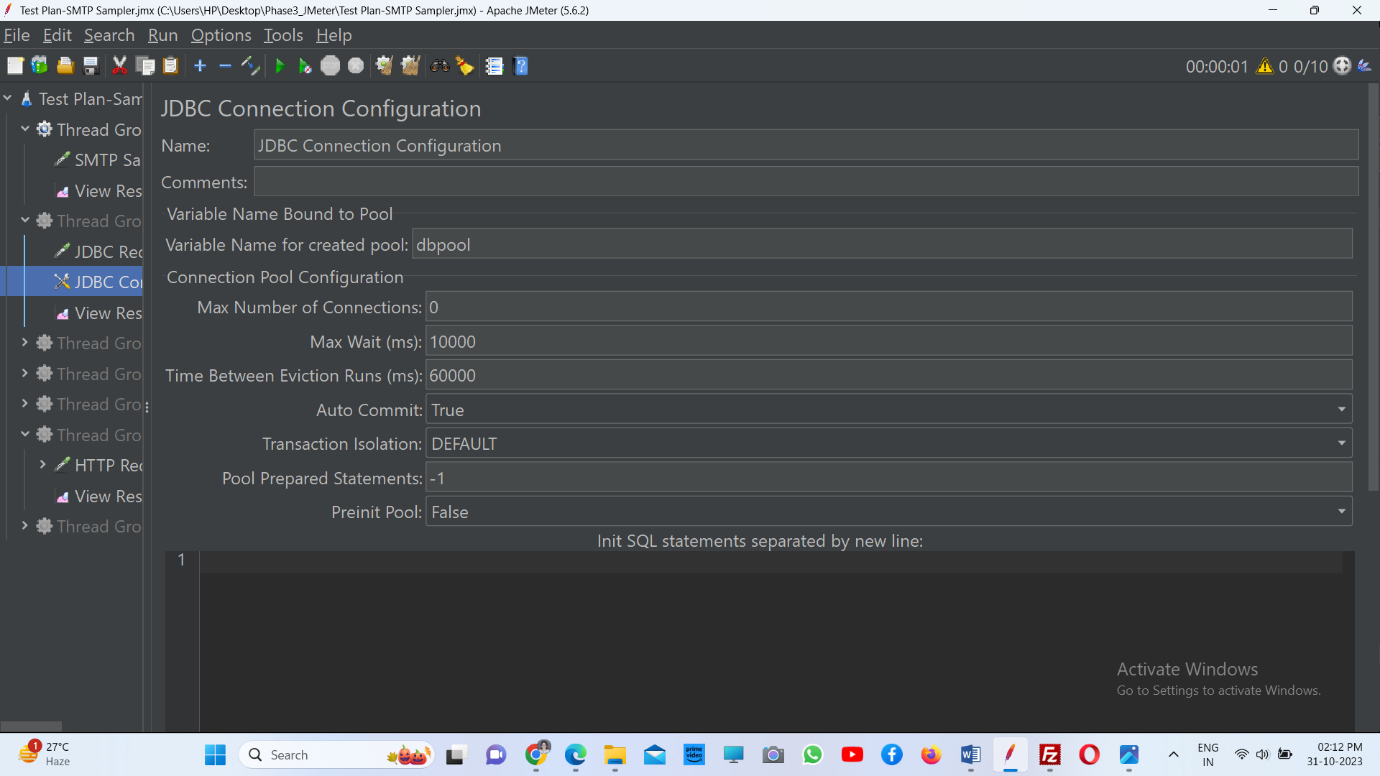 Test Plan-SMTP Sampler.jmx (C:\Users\HP\Desktop\Phase3_JMeter\Test Plan-SMTP Sampler.jmx) - Apache JMeter (5.6.2)
File Edit Search Run Options Tools Help
00:00:01 0 0/10
Test Plan-Sam
Thread Gro
SMTP Sa
View Res
Thread Gro
JDBC Rec
JDBC Co
View Res
Thread Gro
Thread Gro
Thread Gro
Thread Gro
HTTP Rec
View Res
Thread Gro
JDBC Connection Configuration
Name: JDBC Connection Configuration
Comments:
Variable Name Bound to Pool
Variable Name for created pool: dbpool
Connection Pool Configuration
Max Number of Connections: 0
Max Wait (ms): 10000
Time Between Eviction Runs (ms): 60000
Auto Commit: True
Transaction Isolation: DEFAULT
Pool Prepared Statements: -1
Preinit Pool: False
Init SQL statements separated by new line:
1
Activate Windows
Go to Settings to activate Windows.
1
27°C
Haze
Search
prime video
Fz
ENG
IN
02:12 PM
31-10-2023